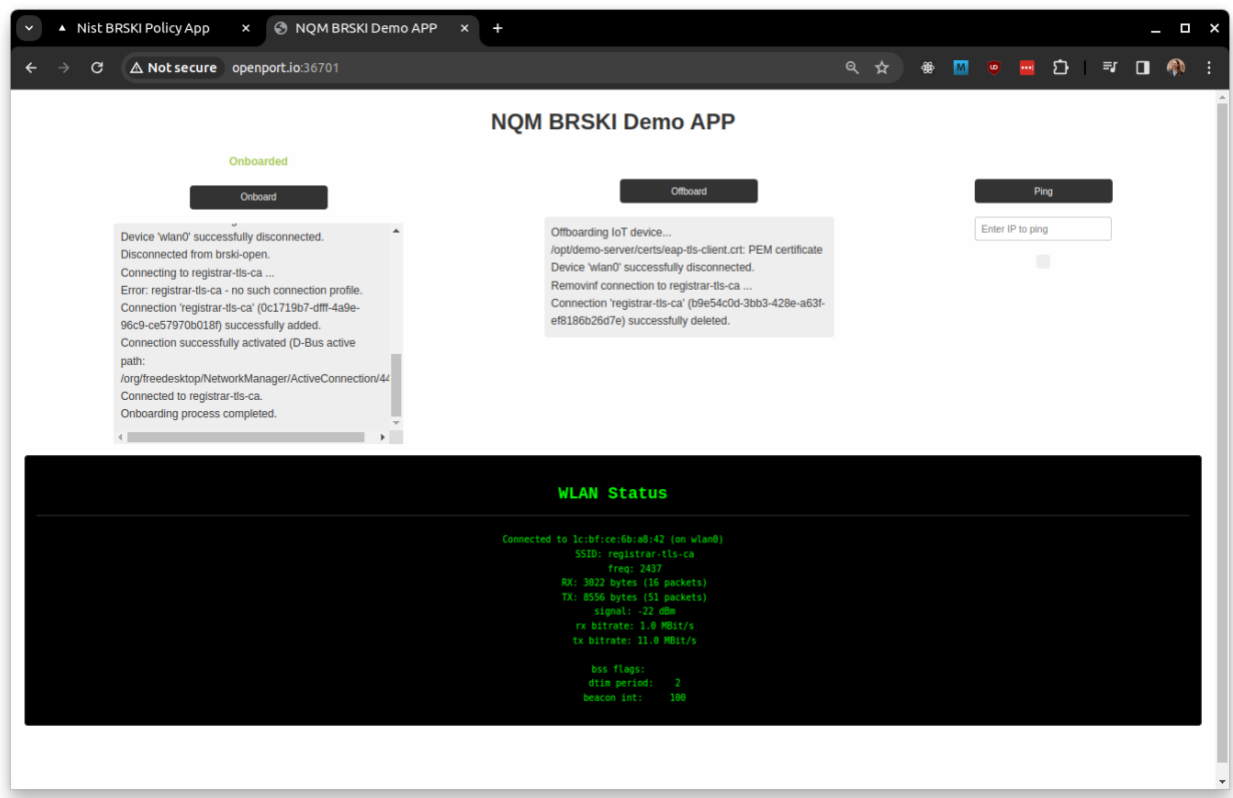 Nist BRSKI Policy App
NQM BRSKI Demo APP
Not secure openport.io:36701
NQM BRSKI Demo APP
Onboarded
Onboard
Device 'wlan0' successfully disconnected.
Disconnected from brski-open.
Connecting to registrar-tls-ca ...
Error: registrar-tls-ca - no such connection profile.
Connection 'registrar-tls-ca' (0c1719b7-dfff-4a9e-
96c9-ce57970b018f) successfully added.
Connection successfully activated (D-Bus active
path:
/org/freedesktop/NetworkManager/ActiveConnection/44
Connected to registrar-tls-ca.
Onboarding process completed.
Offboard
Offboarding IoT device...
/opt/demo-server/certs/eap-tls-client.crt: PEM certificate
Device 'wlan0' successfully disconnected.
Removinf connection to registrar-tls-ca ...
Connection 'registrar-tls-ca' (b9e54c0d-3bb3-428e-a63f-
ef8186b26d7e) successfully deleted.
Ping
Enter IP to ping
WLAN Status
Connected to 1c:bf:ce:6b:a8:42 (on wlan0)
SSID: registrar-tls-ca
freq: 2437
RX: 3022 bytes (16 packets)
TX: 8556 bytes (51 packets)
signal: -22 dBm
rx bitrate: 1.0 MBit/s
tx bitrate: 11.0 MBit/s
bss flags:
dtim period: 2
beacon int: 100